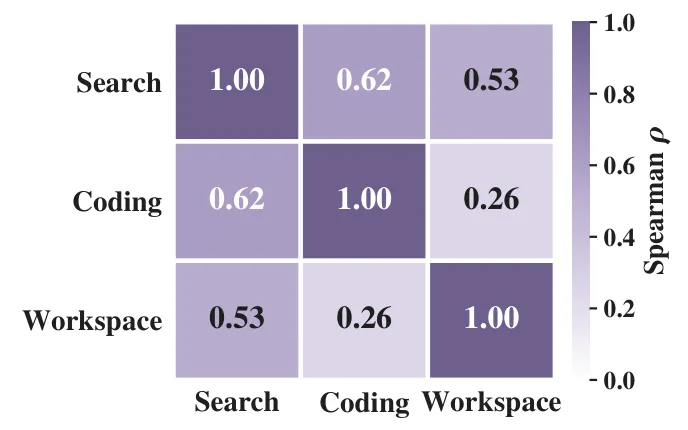 Search 1.00 0.62 0.53
Coding 0.62 1.00 0.26
Workspace 0.53 0.26 1.00
Search Coding Workspace
1.0
0.8
0.6
0.4
0.2
0.0
Spearman ρ